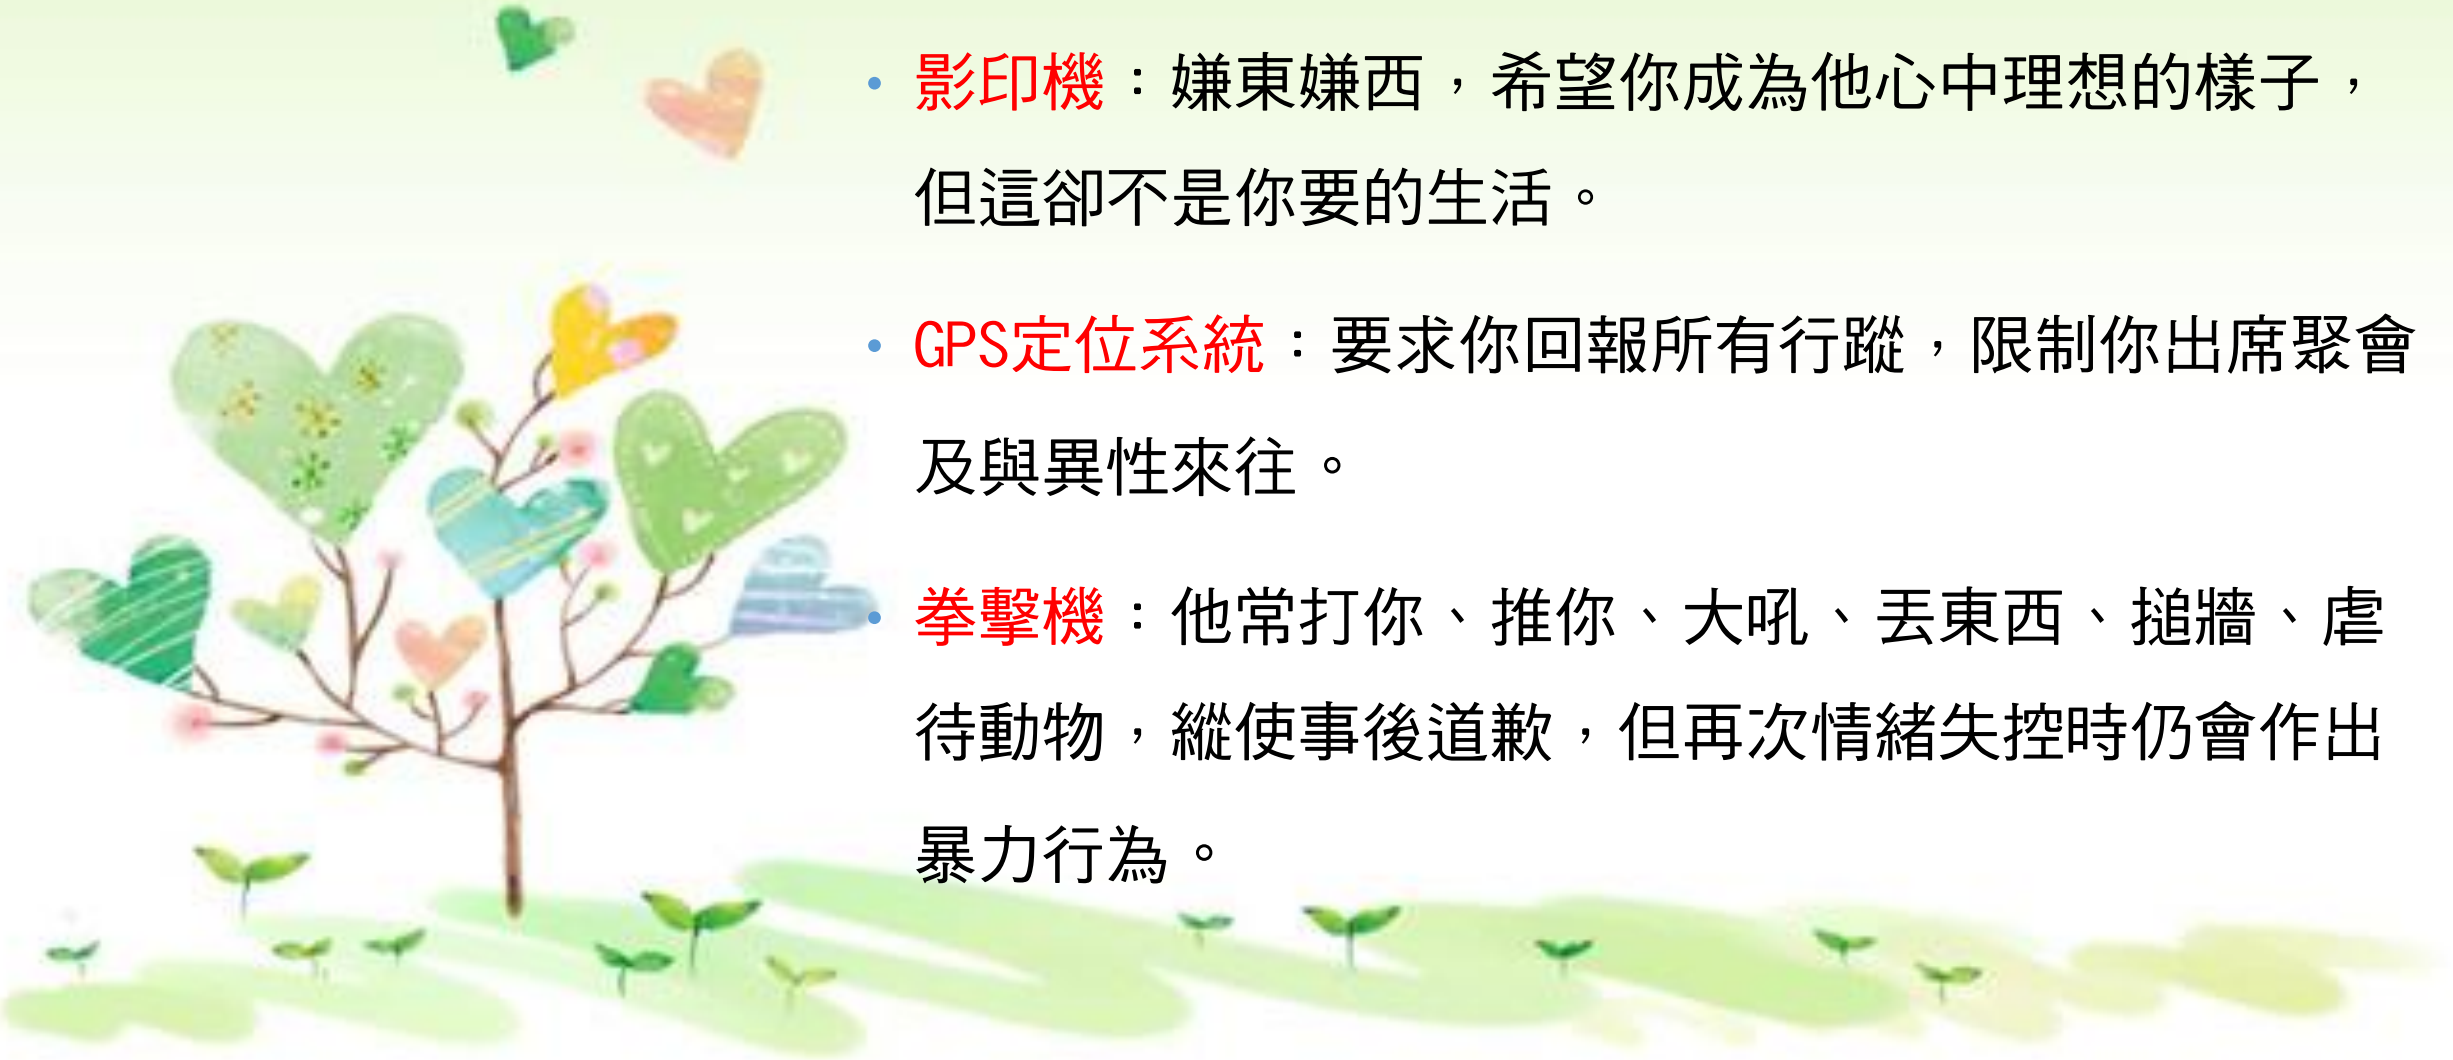 • 影印機：嫌東嫌西，希望你成為他心中理想的樣子，
但這卻不是你要的生活。
• GPS定位系統：要求你回報所有行蹤，限制你出席聚會
及與異性來往。
• 拳擊機：他常打你、推你、大吼、丟東西、搥牆、虐
待動物，縱使事後道歉，但再次情緒失控時仍會作出
暴力行為。